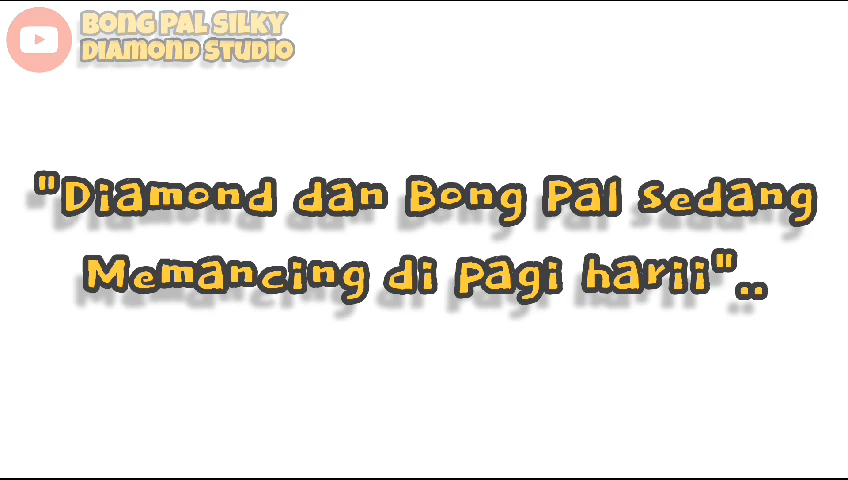 Bong Pal Silky
Diamond Studio
"Diamond dan Bong Pal sedang
Memancing di pagi harii"..